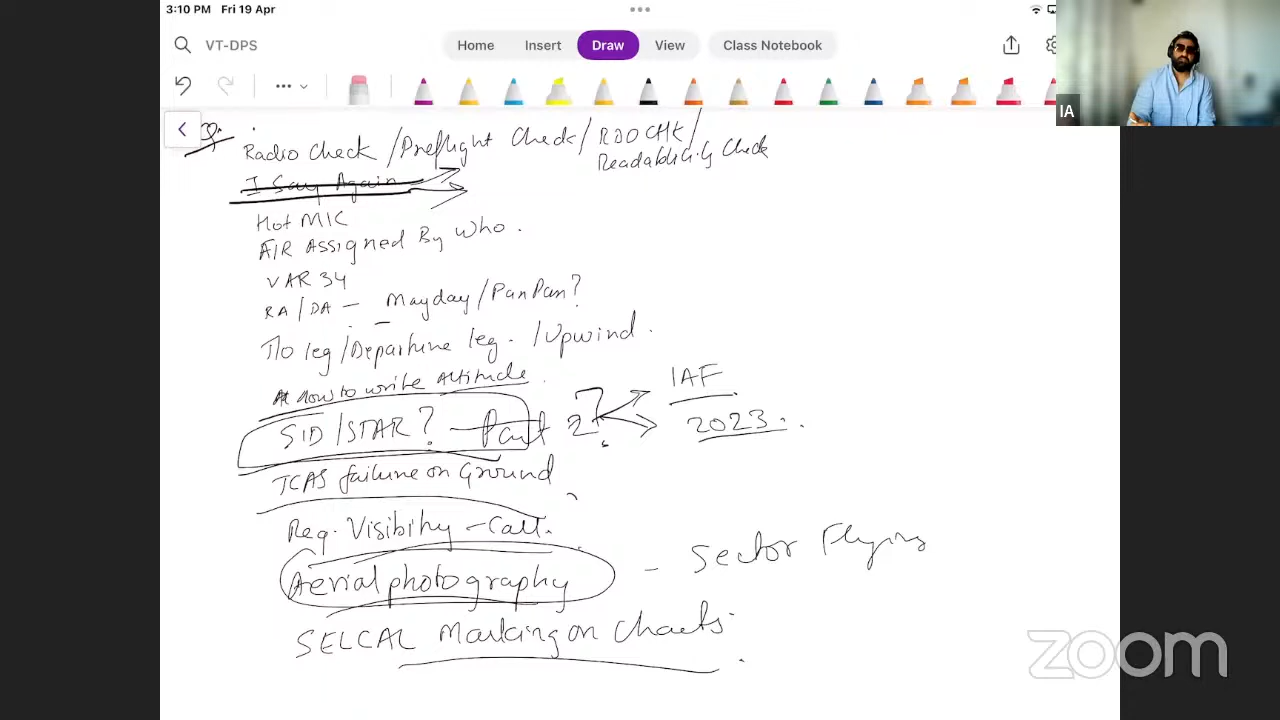 3:10 PM Fri 19 Apr
VT-DPS
Home Insert Draw View Class Notebook
IA
Radio Check / Preflight Check / RDO CHK /
Readability Check
I Say Again
Hot MIC
AIR Assigned By Who.
VAR 34
RA/DA - Mayday/PanPan?
T/O leg/Departure leg. /Upwind.
How to write Altitude
SID/STAR? - Part 2?
IAF
2023.
TCAS failure on Ground
Req. Visibility - Call.
Aerial photography - Sector Flying
SELCAL Marking on Charts
zoom